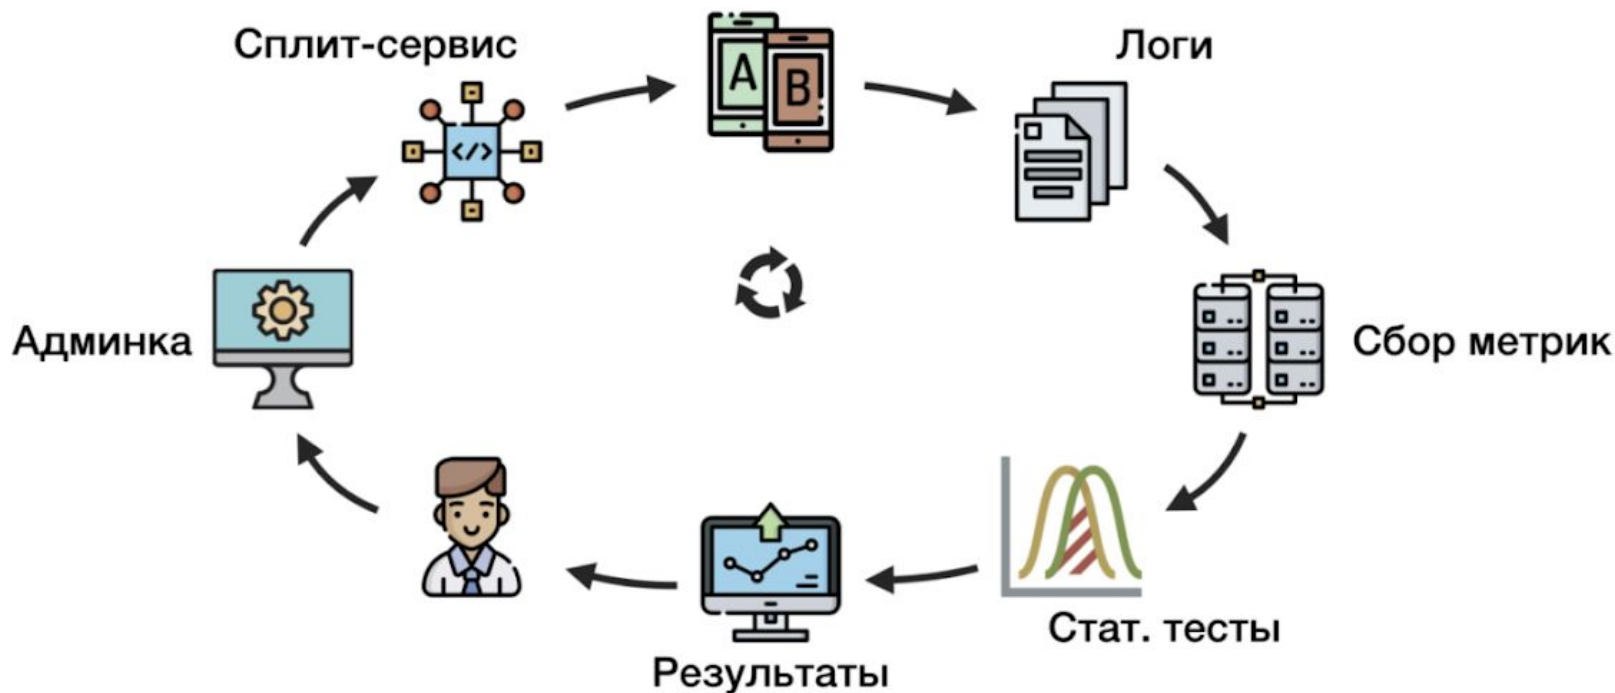 Сплит-сервис
A
B
Логи
</>
Админка
Сбор метрик
Стат. тесты
Результаты